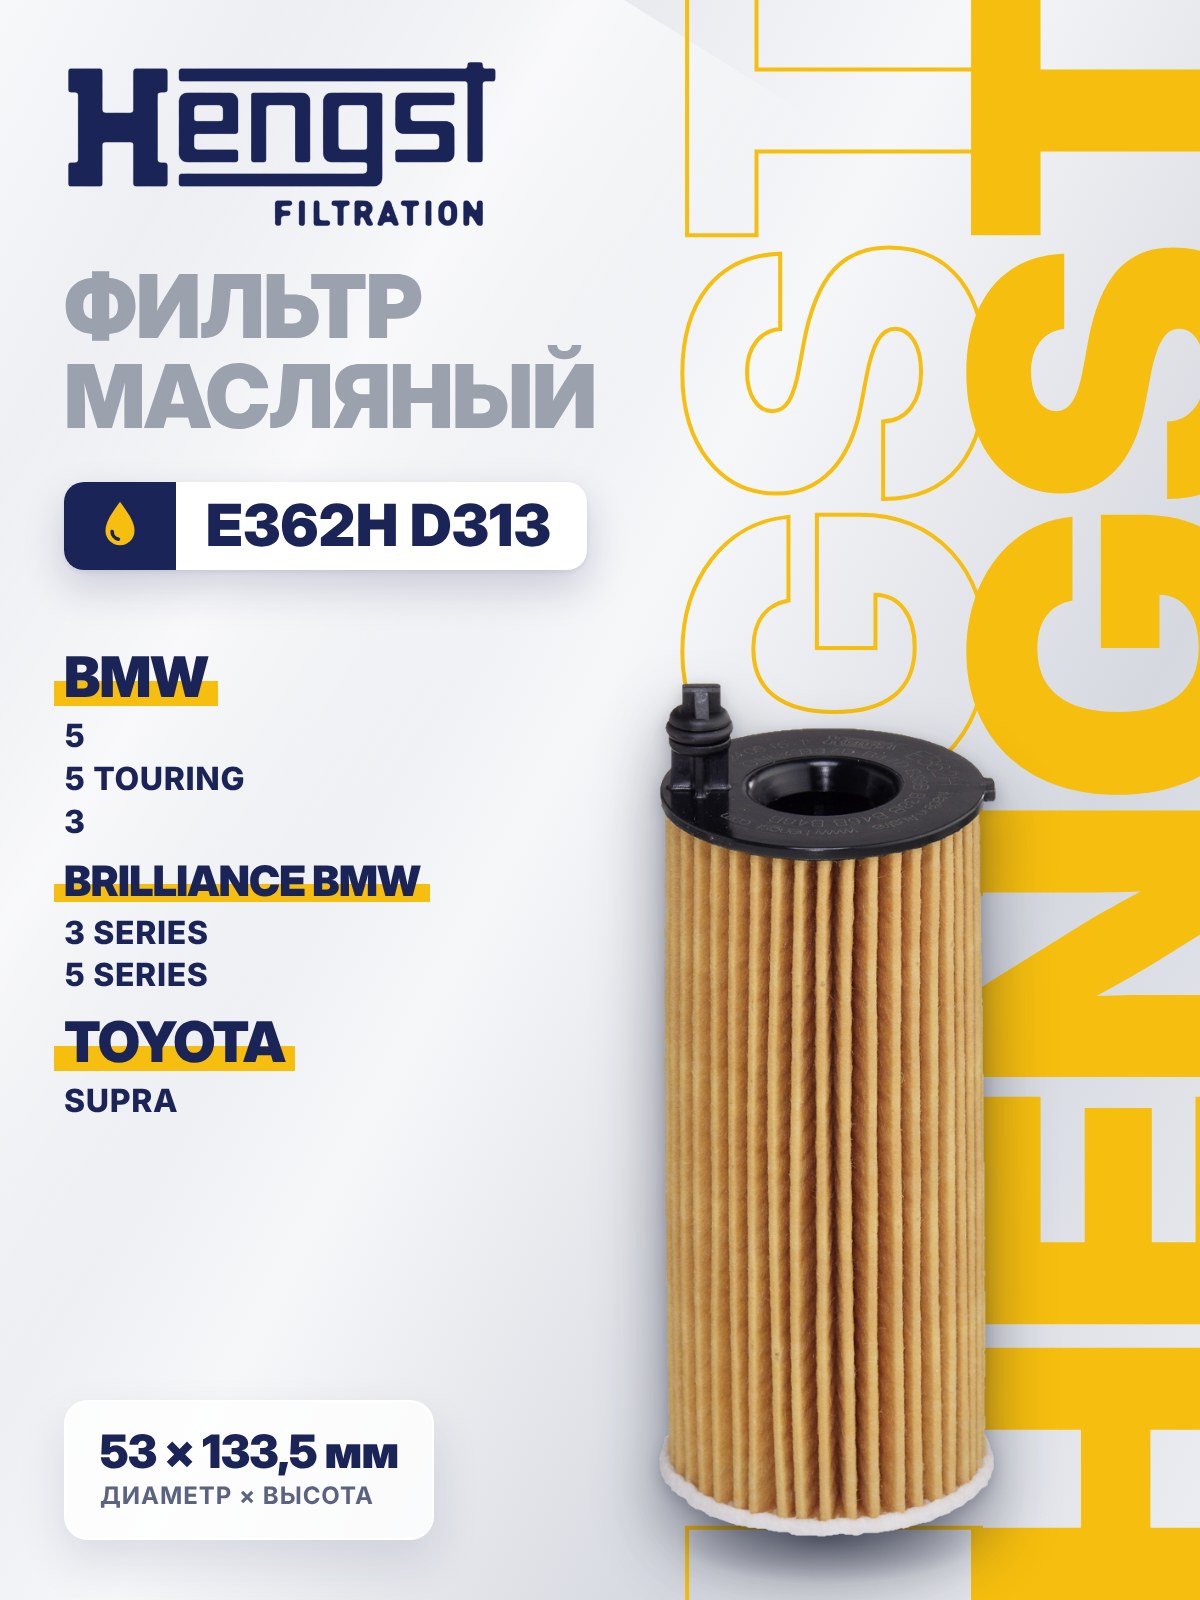 Hengst
FILTRATION
ФИЛЬТР
МАСЛЯНЫЙ
E362H D313
BMW
5
5 TOURING
3
BRILLIANCE BMW
3 SERIES
5 SERIES
TOYOTA
SUPRA
53 × 133,5 мм
ДИАМЕТР × ВЫСОТА
HENGST